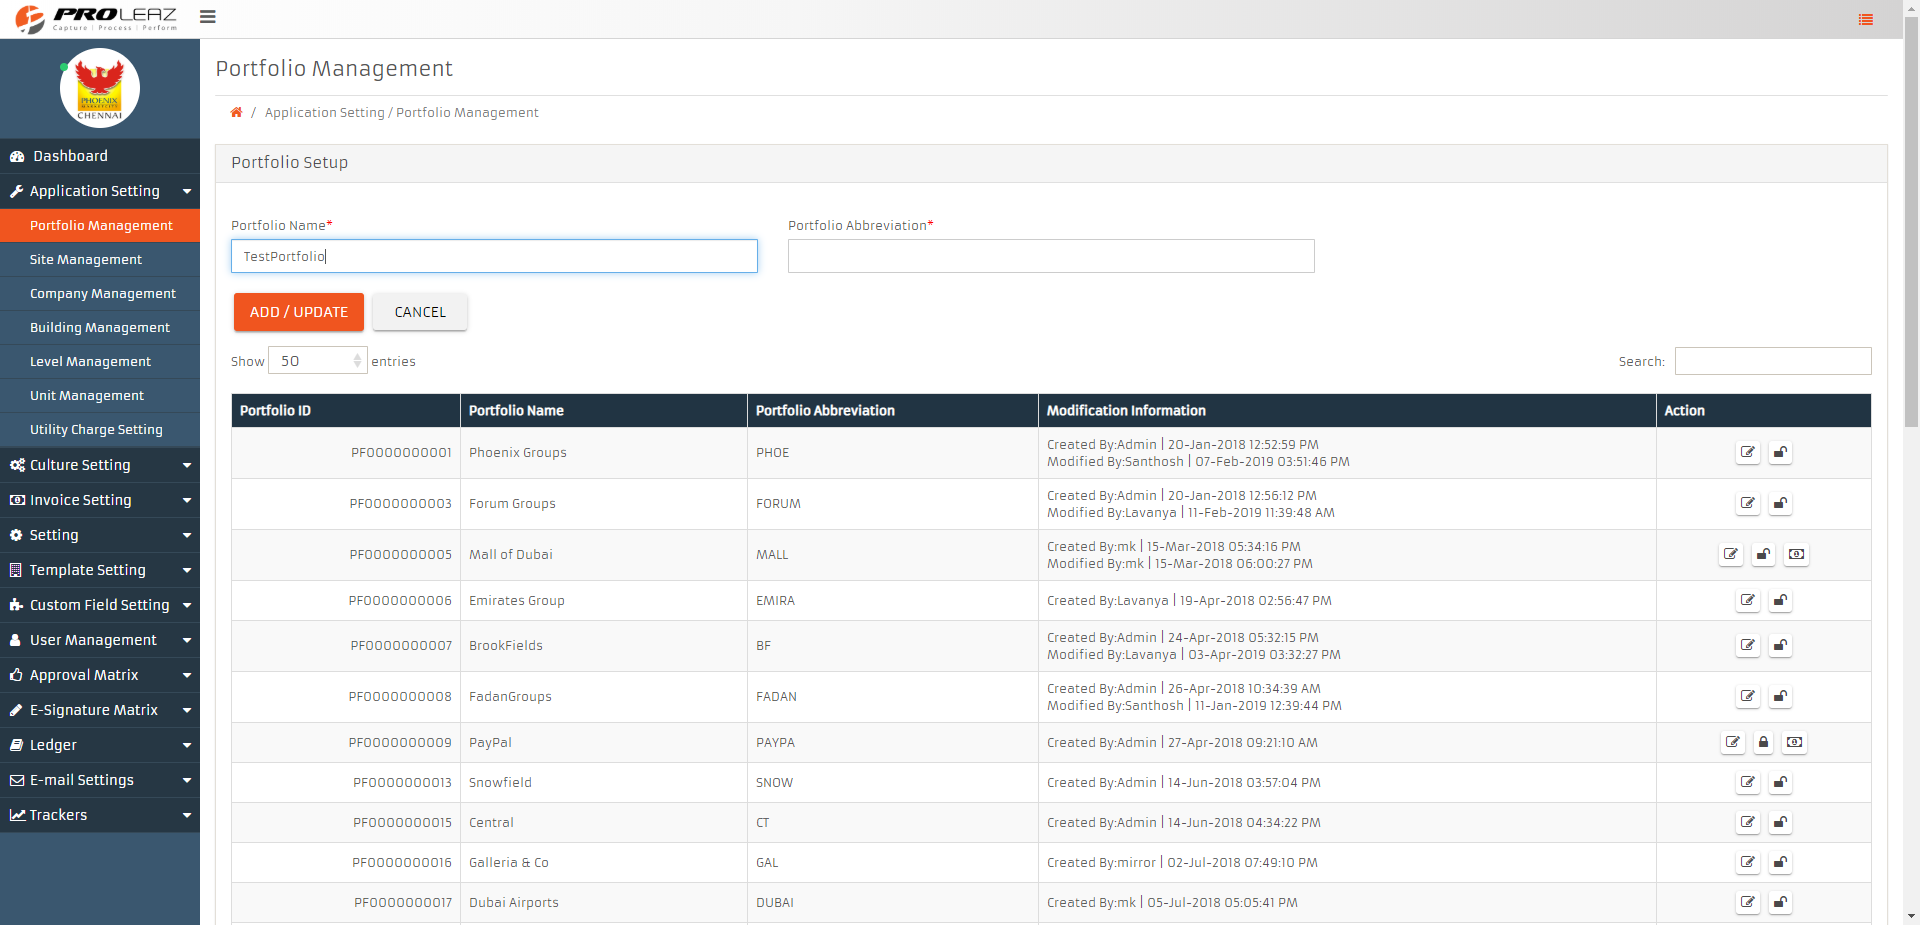 PROLEAZ
Capture | Process | Perform
PHOENIX
MARKETCITY
CHENNAI
Dashboard
Application Setting
Portfolio Management
Site Management
Company Management
Building Management
Level Management
Unit Management
Utility Charge Setting
Culture Setting
Invoice Setting
Setting
Template Setting
Custom Field Setting
User Management
Approval Matrix
E-Signature Matrix
Ledger
E-mail Settings
Trackers
Portfolio Management
/ Application Setting / Portfolio Management
Portfolio Setup
Portfolio Name* Portfolio Abbreviation*
TestPortfolio
ADD / UPDATE CANCEL
Show 50 entries Search:
Portfolio ID Portfolio Name Portfolio Abbreviation Modification Information Action
PF0000000001 Phoenix Groups PHOE Created By:Admin | 20-Jan-2018 12:52:59 PM
Modified By:Santhosh | 07-Feb-2019 03:51:46 PM
PF0000000003 Forum Groups FORUM Created By:Admin | 20-Jan-2018 12:56:12 PM
Modified By:Lavanya | 11-Feb-2019 11:39:48 AM
PF0000000005 Mall of Dubai MALL Created By:mk | 15-Mar-2018 05:34:16 PM
Modified By:mk | 15-Mar-2018 06:00:27 PM
PF0000000006 Emirates Group EMIRA Created By:Lavanya | 19-Apr-2018 02:56:47 PM
PF0000000007 BrookFields BF Created By:Admin | 24-Apr-2018 05:32:15 PM
Modified By:Lavanya | 03-Apr-2019 03:32:27 PM
PF0000000008 FadanGroups FADAN Created By:Admin | 26-Apr-2018 10:34:39 AM
Modified By:Santhosh | 11-Jan-2019 12:39:44 PM
PF0000000009 PayPal PAYPA Created By:Admin | 27-Apr-2018 09:21:10 AM
PF0000000013 Snowfield SNOW Created By:Admin | 14-Jun-2018 03:57:04 PM
PF0000000015 Central CT Created By:Admin | 14-Jun-2018 04:34:22 PM
PF0000000016 Galleria & Co GAL Created By:mirror | 02-Jul-2018 07:49:10 PM
PF0000000017 Dubai Airports DUBAI Created By:mk | 05-Jul-2018 05:05:41 PM